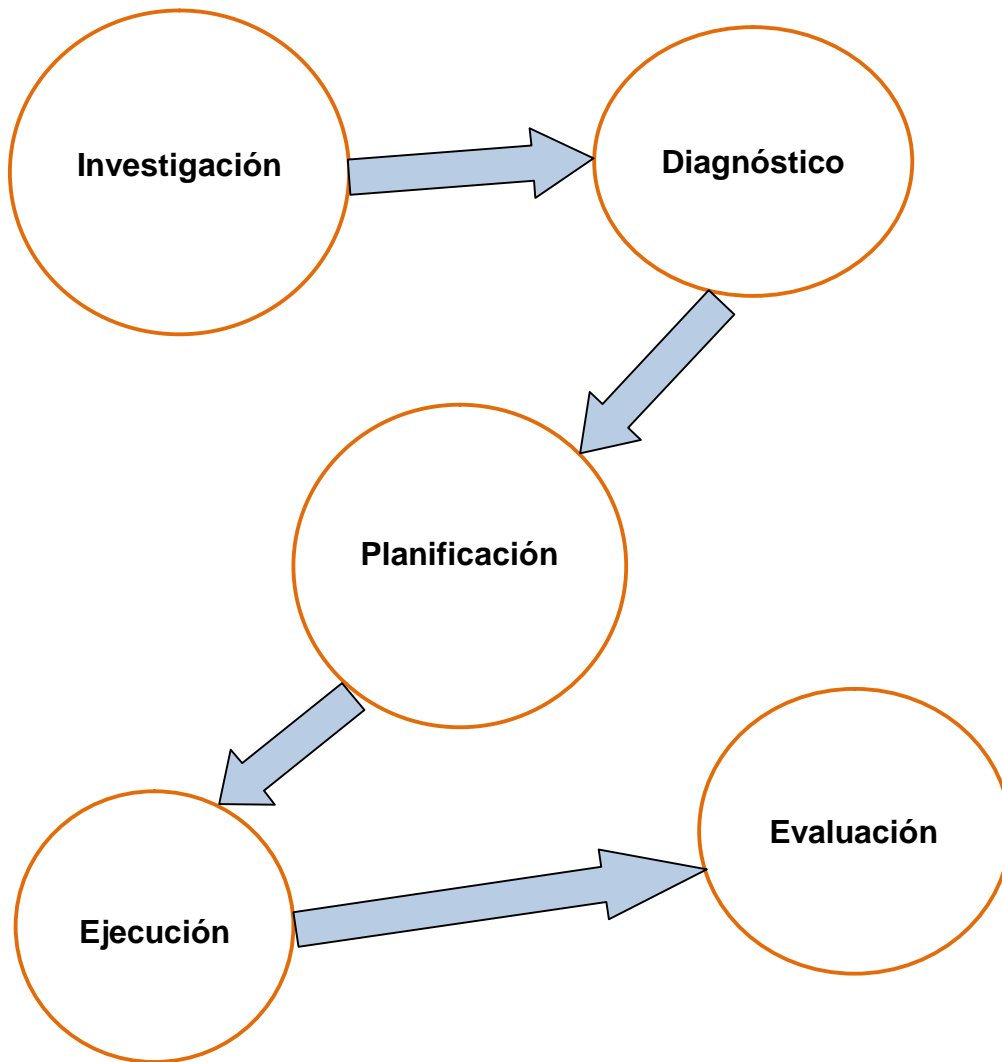 Investigación
Diagnóstico
Planificación
Ejecución
Evaluación